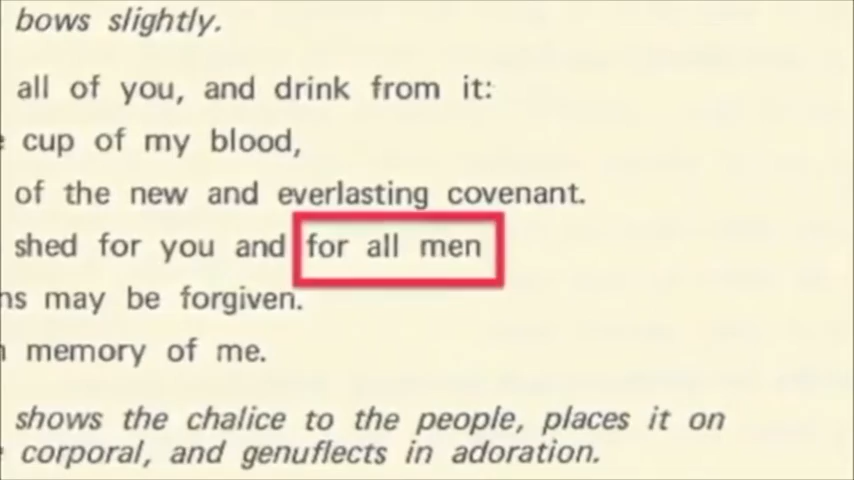 bows slightly.
all of you, and drink from it:
cup of my blood,
of the new and everlasting covenant.
shed for you and for all men
may be forgiven.
memory of me.
shows the chalice to the people, places it on
corporal, and genuflects in adoration.